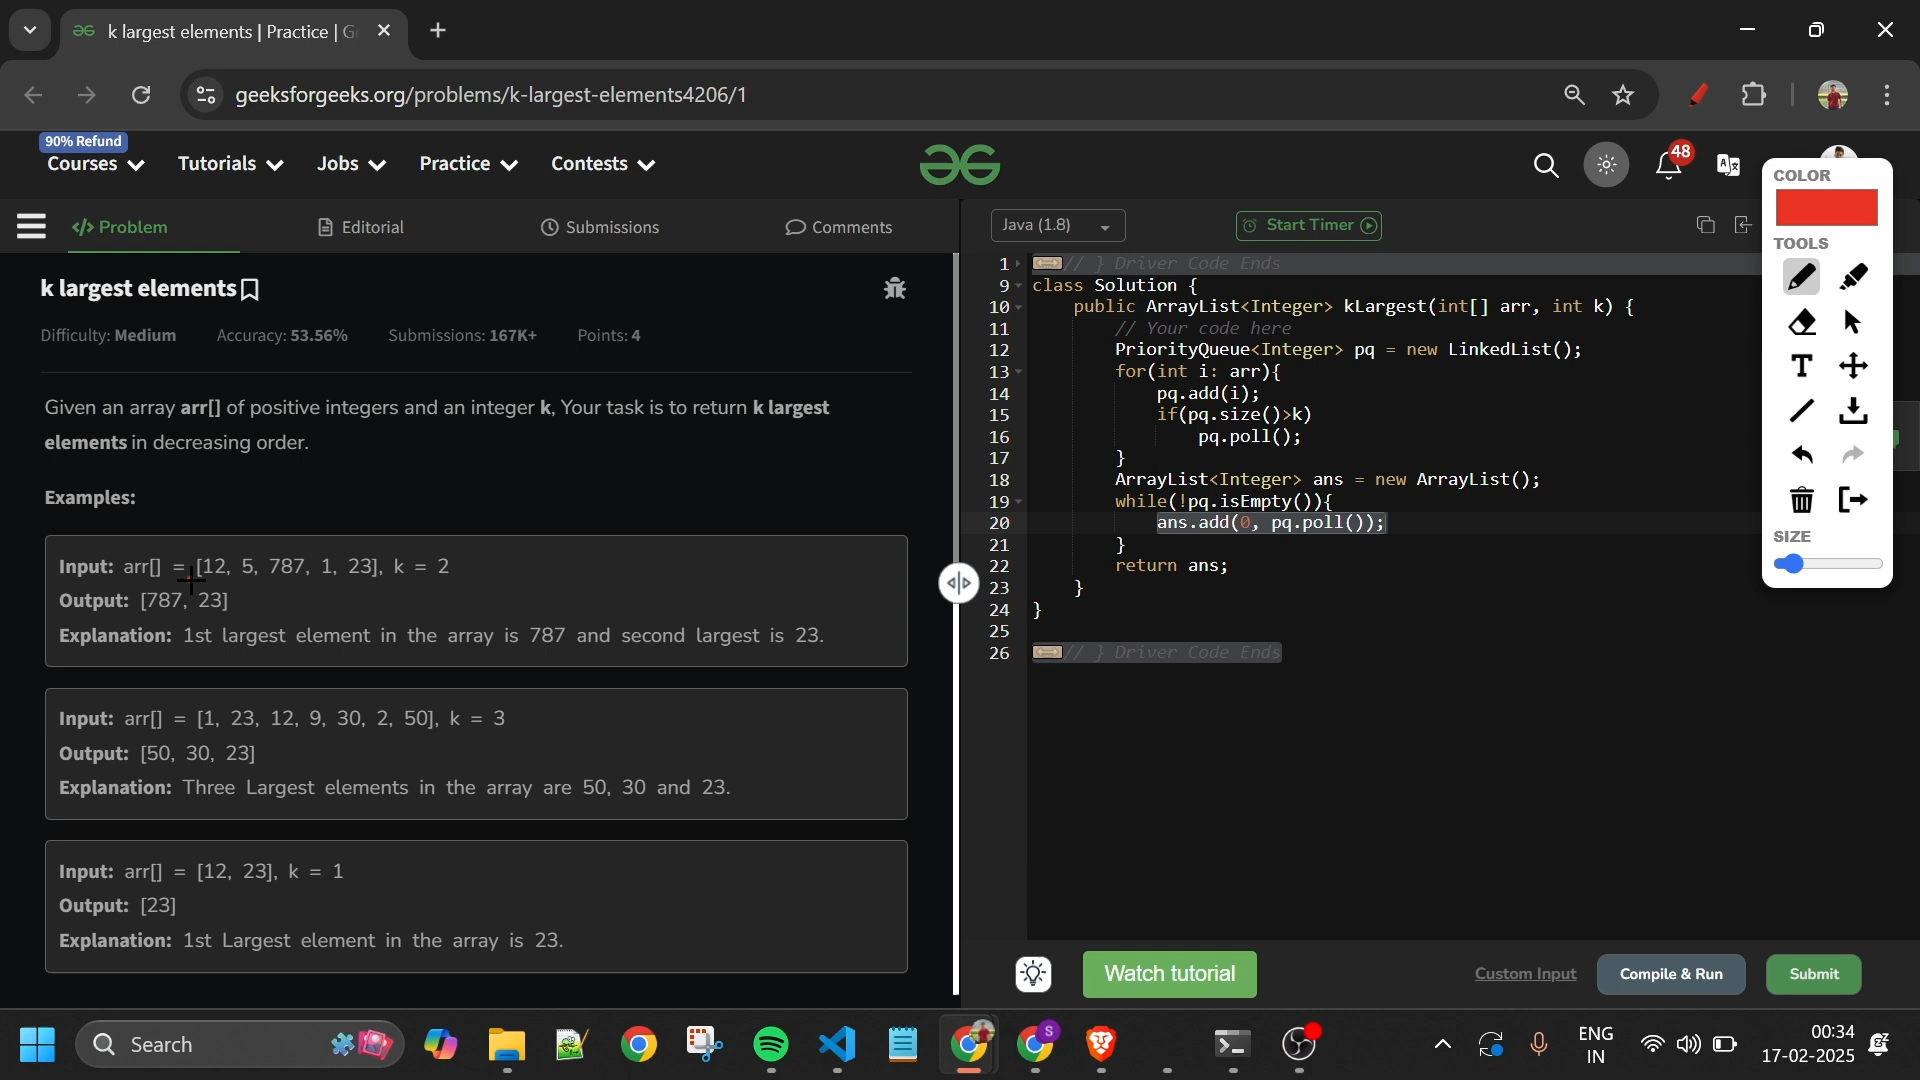 k largest elements | Practice | G
geeksforgeeks.org/problems/k-largest-elements4206/1
90% Refund
Courses Tutorials Jobs Practice Contests
48
COLOR
TOOLS
SIZE
Problem Editorial Submissions Comments
k largest elements
Difficulty: Medium Accuracy: 53.56% Submissions: 167K+ Points: 4
Given an array arr[] of positive integers and an integer k, Your task is to return k largest
elements in decreasing order.
Examples:
Input: arr[] = [12, 5, 787, 1, 23], k = 2
Output: [787, 23]
Explanation: 1st largest element in the array is 787 and second largest is 23.
Input: arr[] = [1, 23, 12, 9, 30, 2, 50], k = 3
Output: [50, 30, 23]
Explanation: Three Largest elements in the array are 50, 30 and 23.
Input: arr[] = [12, 23], k = 1
Output: [23]
Explanation: 1st Largest element in the array is 23.
Java (1.8) Start Timer
1 // } Driver Code Ends
9 class Solution {
10 public ArrayList<Integer> kLargest(int[] arr, int k) {
11 // Your code here
12 PriorityQueue<Integer> pq = new LinkedList();
13 for(int i: arr){
14 pq.add(i);
15 if(pq.size()>k)
16 pq.poll();
17 }
18 ArrayList<Integer> ans = new ArrayList();
19 while(!pq.isEmpty()){
20 ans.add(0, pq.poll());
21 }
22 return ans;
23 }
24 }
25
26 // } Driver Code Ends
Watch tutorial Custom Input Compile & Run Submit
Search
S
ENG
IN
00:34
17-02-2025